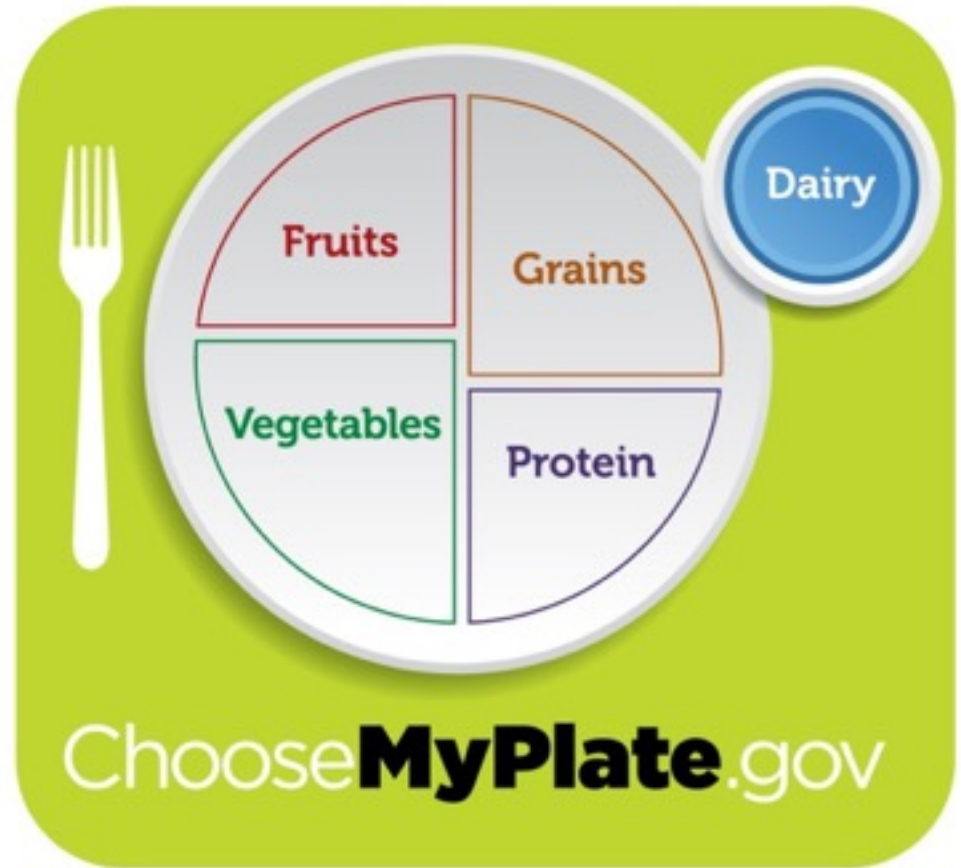 Fruits
Grains
Dairy
Vegetables
Protein
ChooseMyPlate.gov